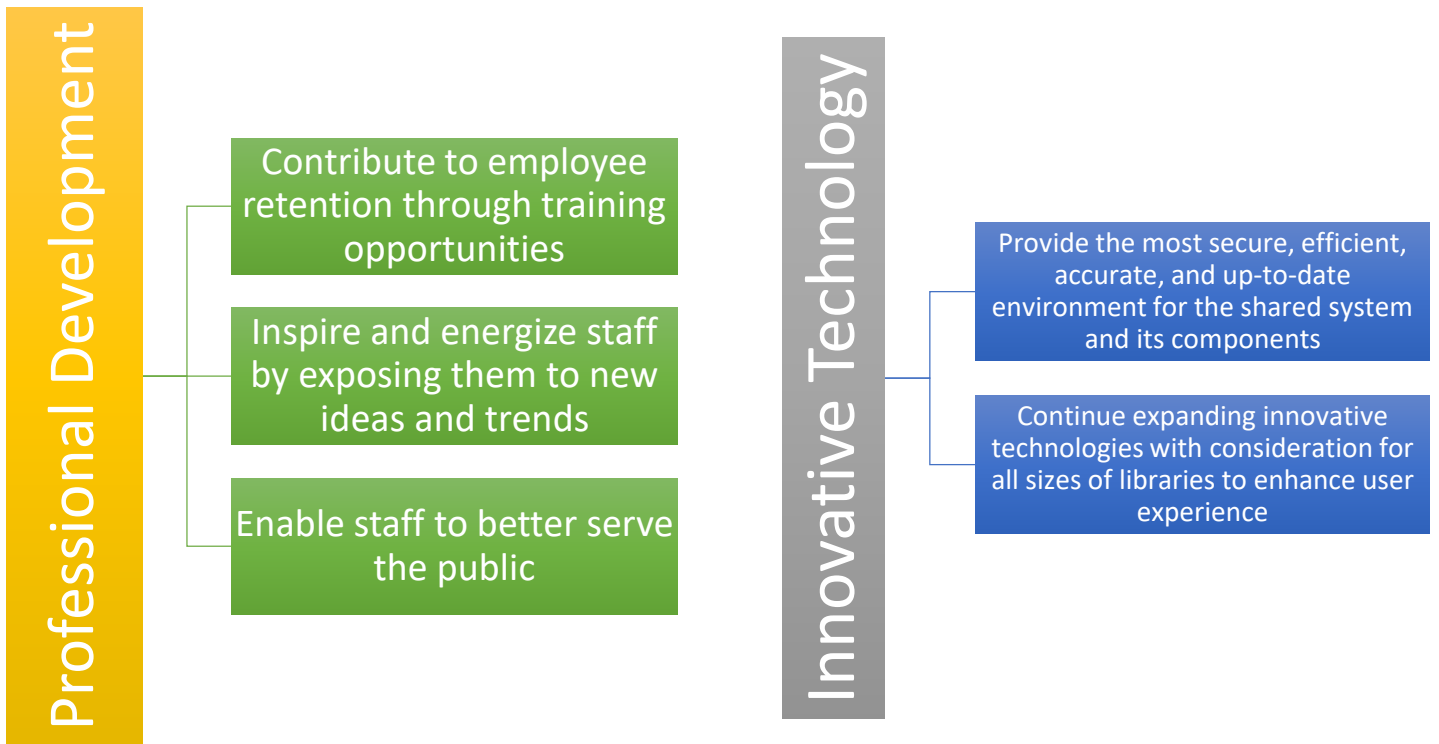 Professional Development
Contribute to employee
retention through training
opportunities
Inspire and energize staff
by exposing them to new
ideas and trends
Enable staff to better serve
the public
Innovative Technology
Provide the most secure, efficient,
accurate, and up-to-date
environment for the shared system
and its components
Continue expanding innovative
technologies with consideration for
all sizes of libraries to enhance user
experience